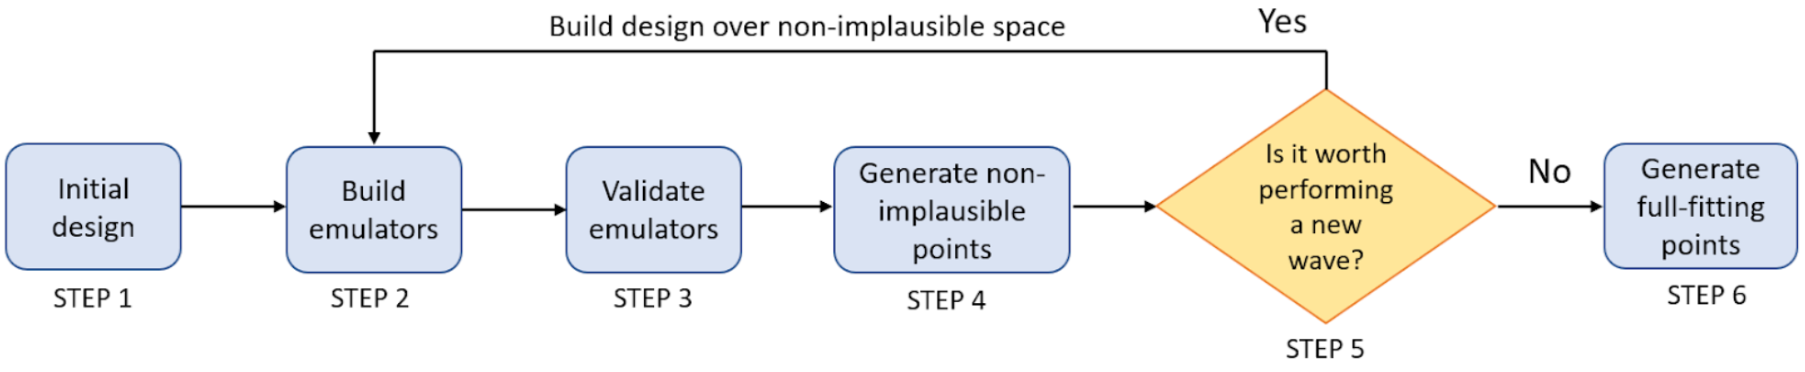 Build design over non-implausible space
Yes
Initial
design
STEP 1
Build
emulators
STEP 2
Validate
emulators
STEP 3
Generate non-
implausible
points
STEP 4
Is it worth
performing
a new
wave?
STEP 5
No
Generate
full-fitting
points
STEP 6